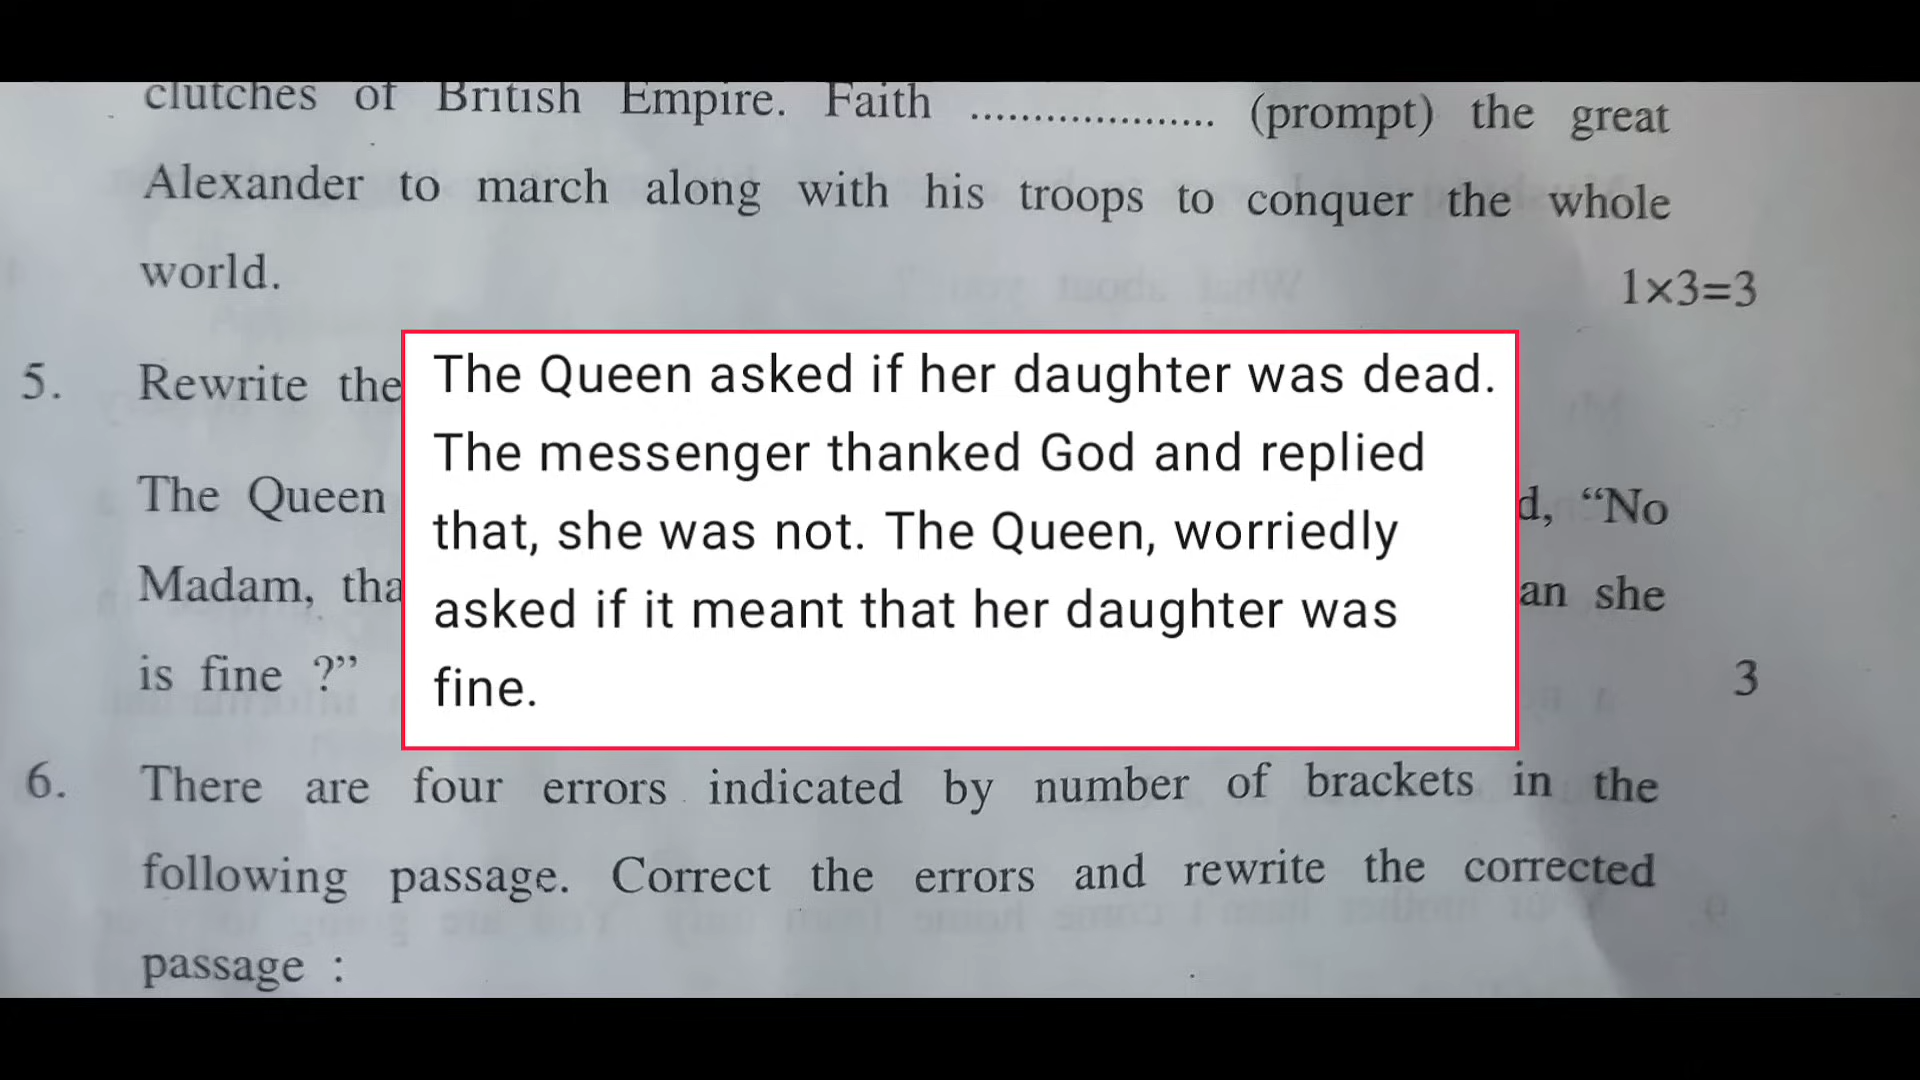 clutches of British Empire. Faith .................... (prompt) the great
Alexander to march along with his troops to conquer the whole
world.
1×3=3
5. Rewrite the
The Queen asked if her daughter was dead.
The messenger thanked God and replied
that, she was not. The Queen, worriedly
asked if it meant that her daughter was
fine.
The Queen d, “No
Madam, tha an she
is fine ?” 3
6. There are four errors indicated by number of brackets in the
following passage. Correct the errors and rewrite the corrected
passage :